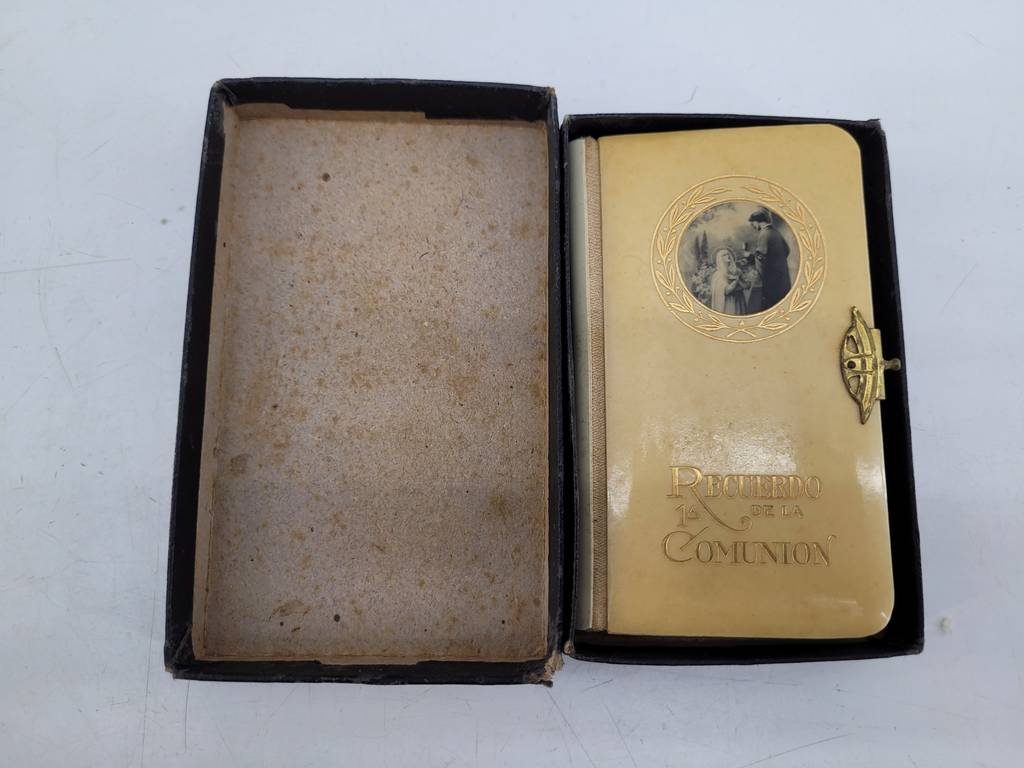 RECUERDO
1ª DE LA
COMUNION